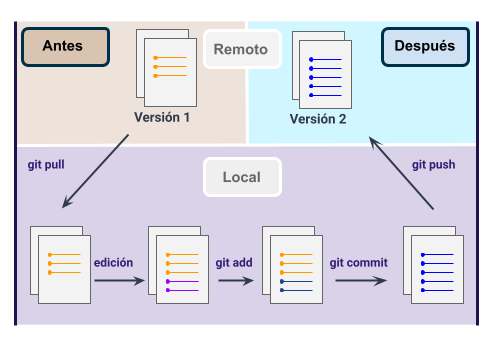 Antes
Remoto
Después
Versión 1
Versión 2
git pull
Local
git push
edición
git add
git commit